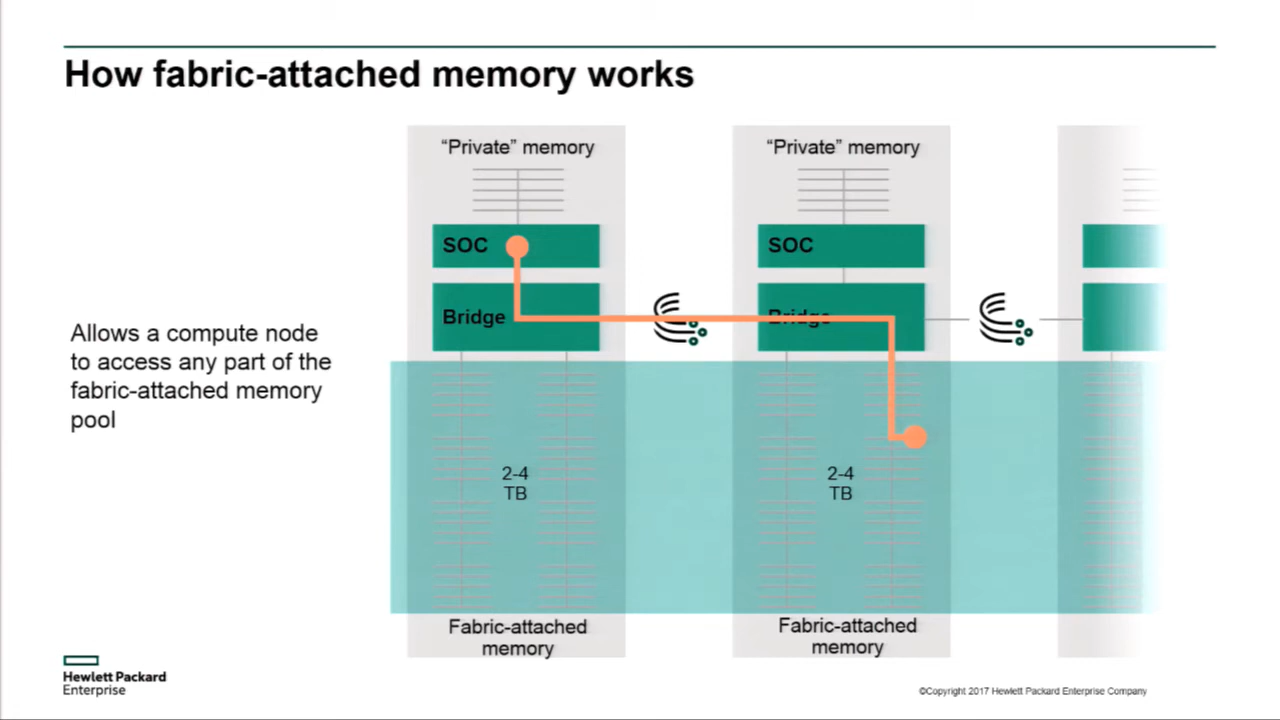 How fabric-attached memory works
“Private” memory
“Private” memory
SOC
SOC
Bridge
Bridge
Allows a compute node
to access any part of the
fabric-attached memory
pool
2-4
TB
2-4
TB
Fabric-attached
memory
Fabric-attached
memory
Hewlett Packard
Enterprise
©Copyright 2017 Hewlett Packard Enterprise Company